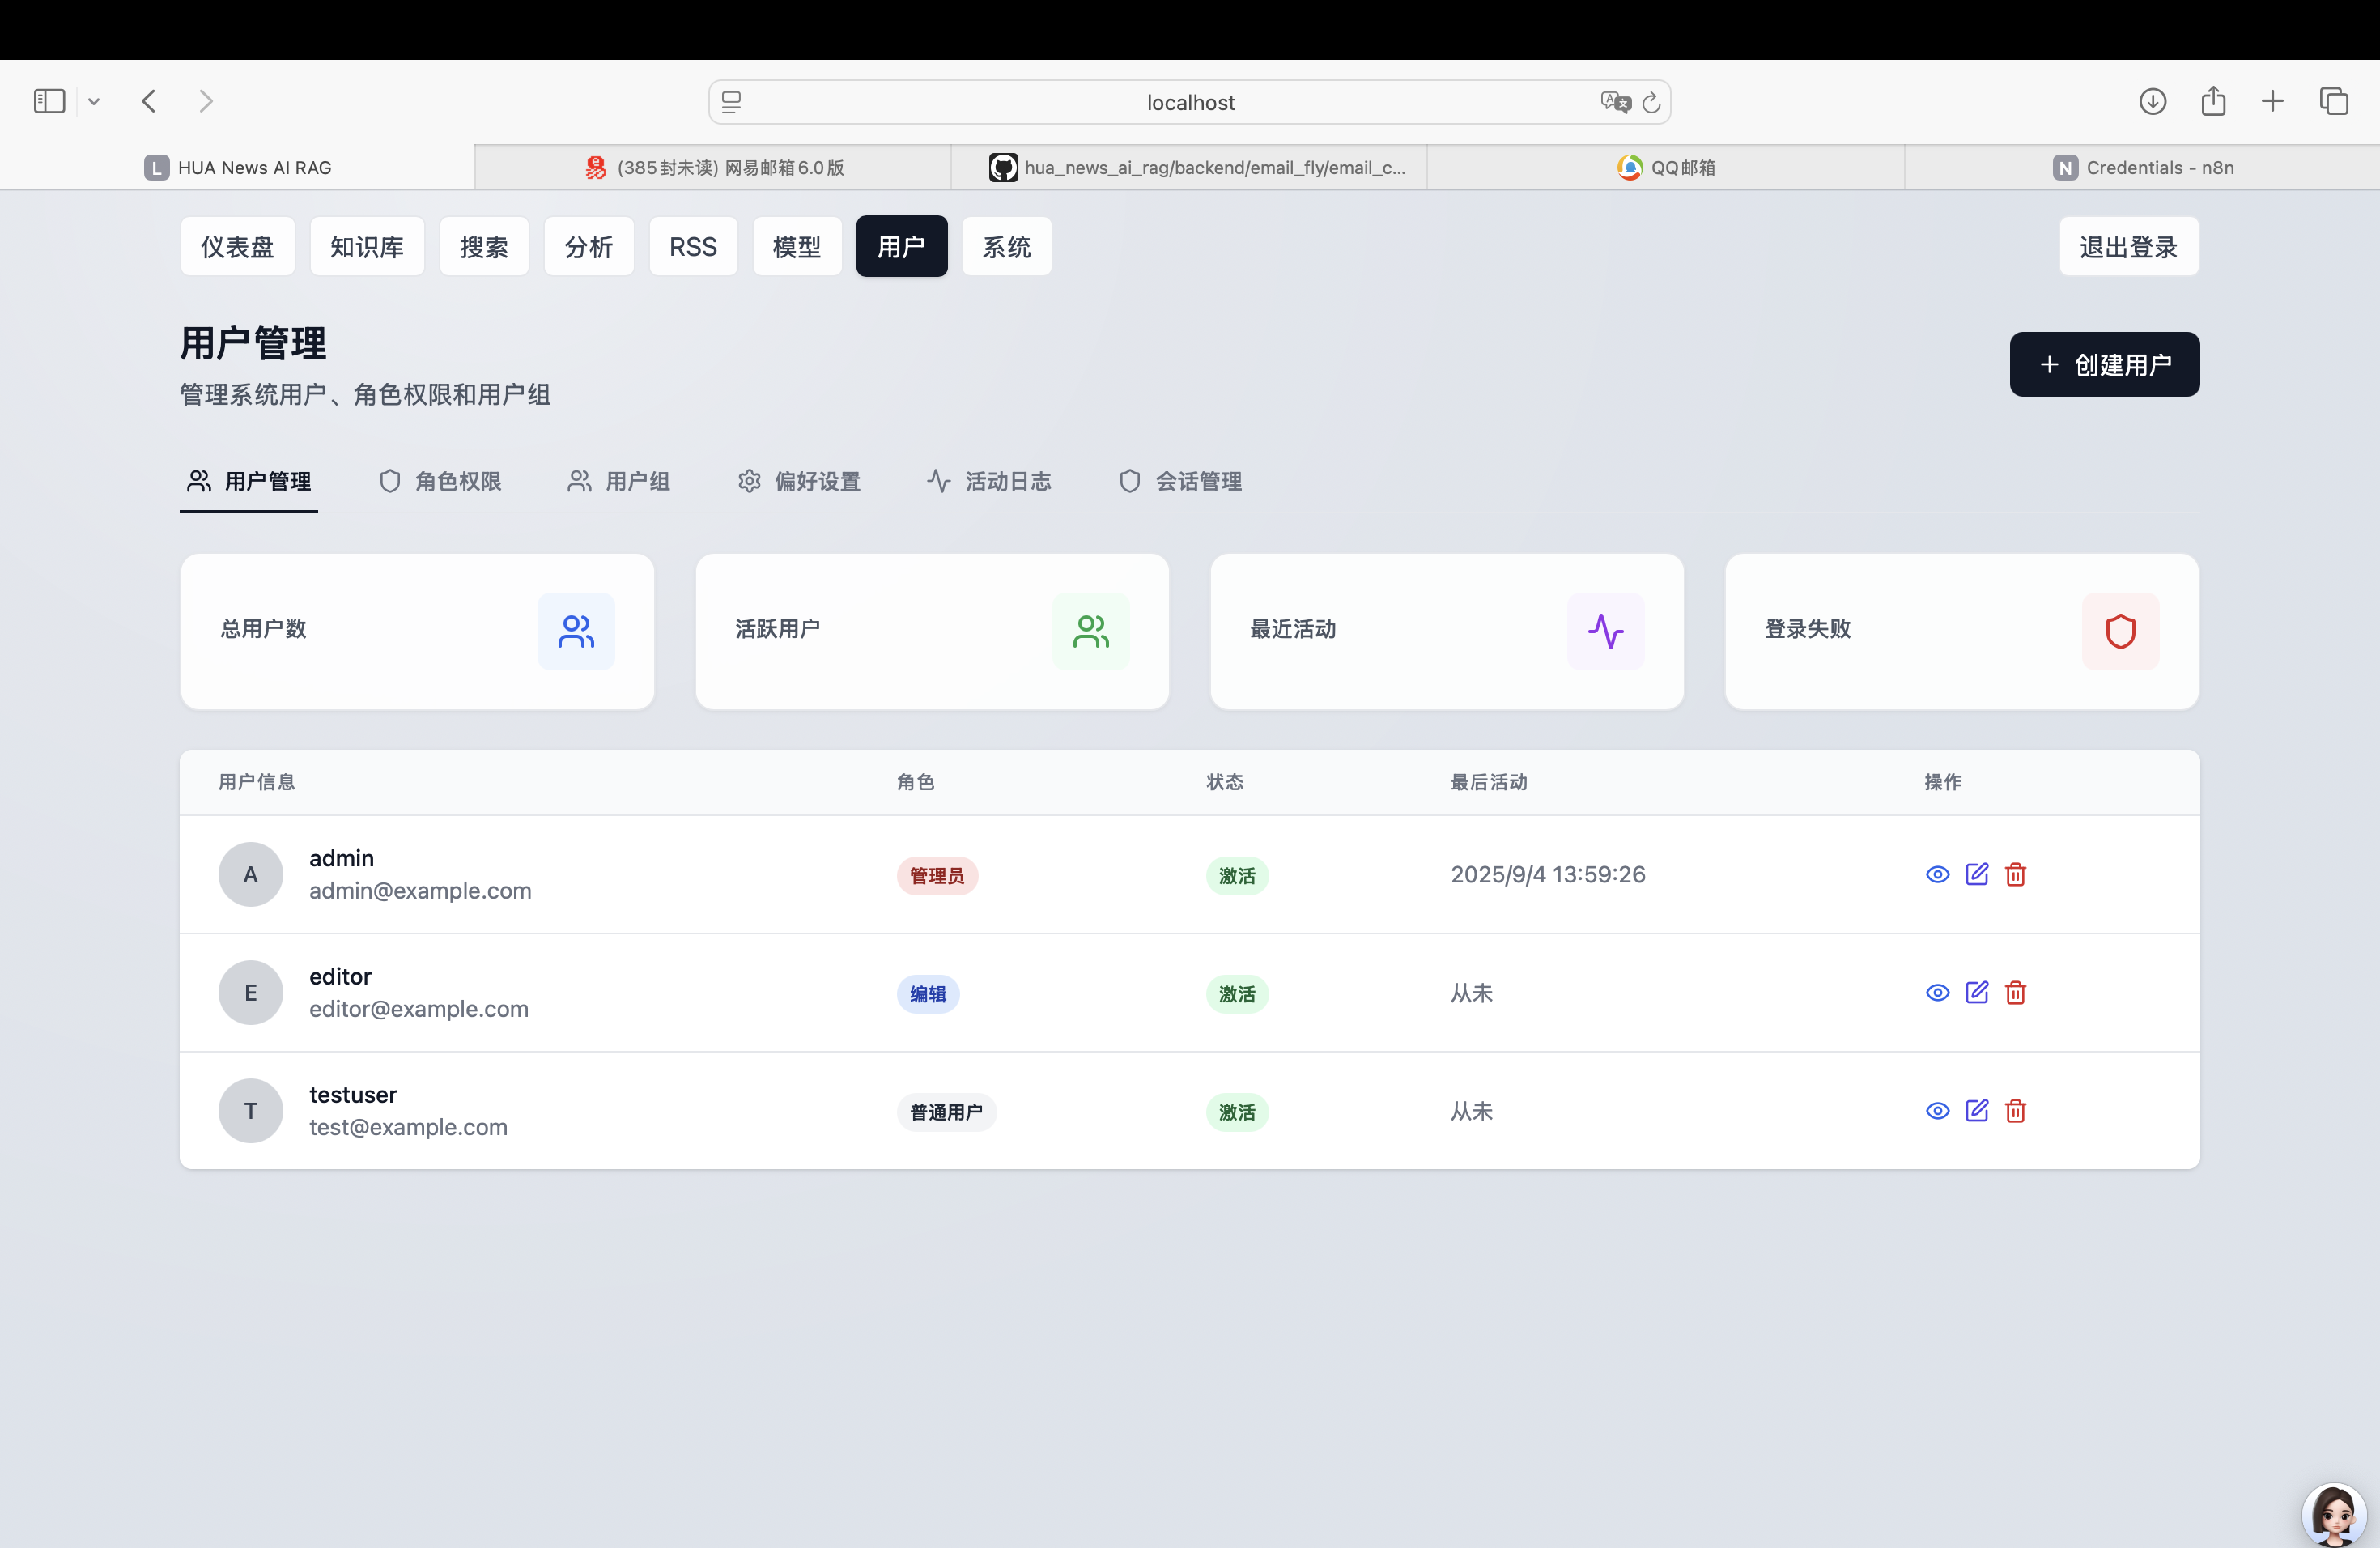 localhost
L HUA News AI RAG
(385封未读) 网易邮箱6.0版
hua_news_ai_rag/backend/email_fly/email_c...
QQ邮箱
N Credentials - n8n
仪表盘 知识库 搜索 分析 RSS 模型 用户 系统 退出登录
用户管理
管理系统用户、角色权限和用户组
+ 创建用户
用户管理 角色权限 用户组 偏好设置 活动日志 会话管理
总用户数 活跃用户 最近活动 登录失败
用户信息 角色 状态 最后活动 操作
A admin 管理员 激活 2025/9/4 13:59:26
admin@example.com
E editor 编辑 激活 从未
editor@example.com
T testuser 普通用户 激活 从未
test@example.com